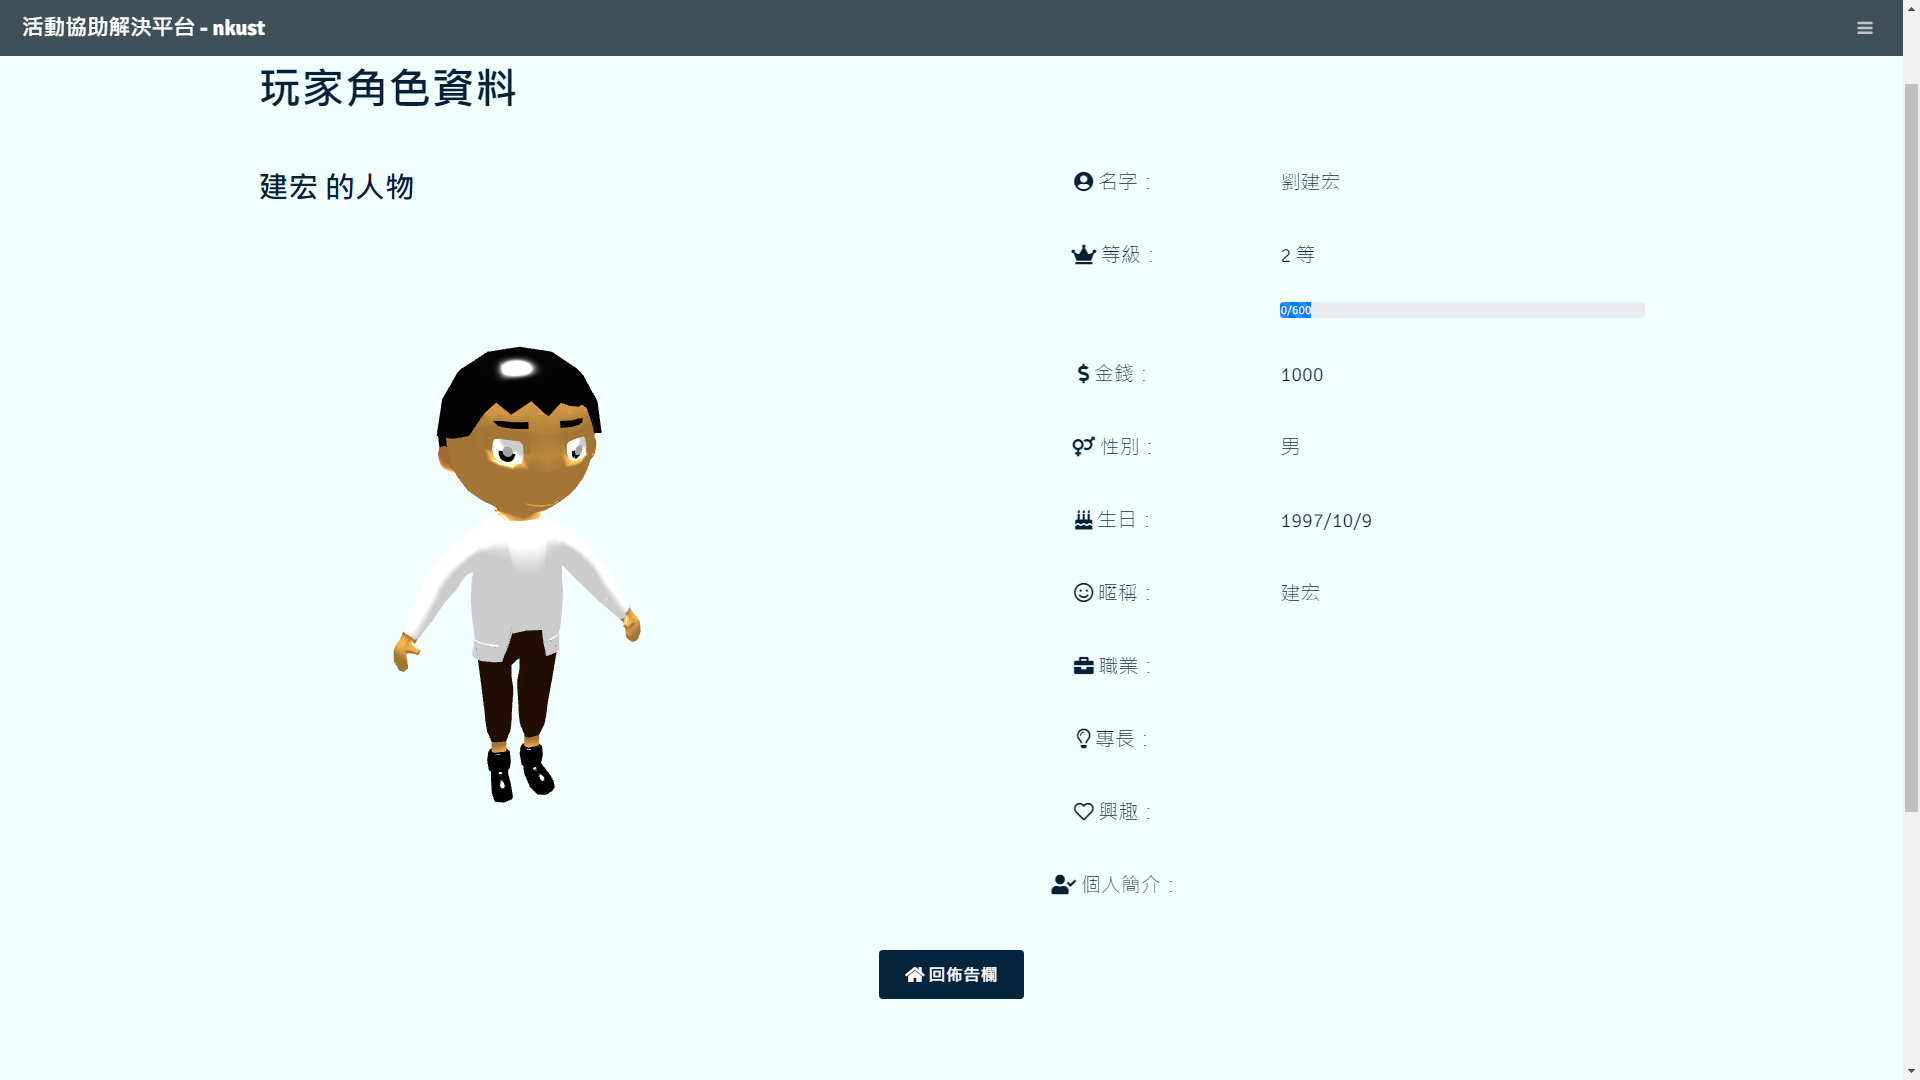 活動協助解決平台 - nkust
玩家角色資料
建宏 的人物
名字：
劉建宏
等級：
2 等
0/600
金錢：
1000
性別：
男
生日：
1997/10/9
暱稱：
建宏
職業：
專長：
興趣：
個人簡介：
回佈告欄